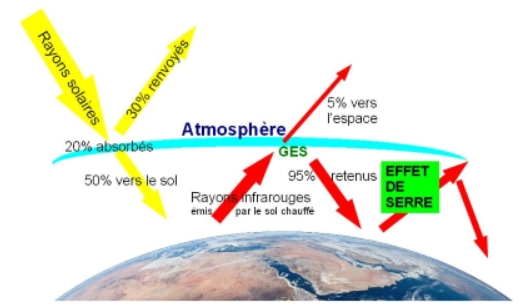 Rayons solaires
30% renvoyés
Atmosphère
20% absorbés
50% vers le sol
5% vers
l'espace
GES
Rayons infrarouges
émis par le sol chauffé
95% retenus
EFFET
DE
SERRE